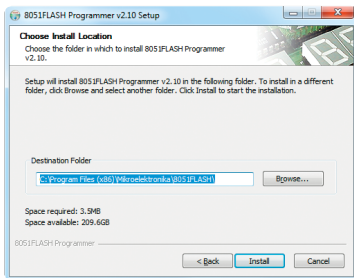 8051FLASH Programmer v2.10 Setup
Choose Install Location
Choose the folder in which to install 8051FLASH Programmer
v2.10.
Setup will install 8051FLASH Programmer v2.10 in the following folder. To install in a different
folder, click Browse and select another folder. Click Install to start the installation.
Destination Folder
C:\Program Files (x86)\Mikroelektronika\8051FLASH\
Browse...
Space required: 3.5MB
Space available: 209.6GB
8051FLASH Programmer
< Back
Install
Cancel